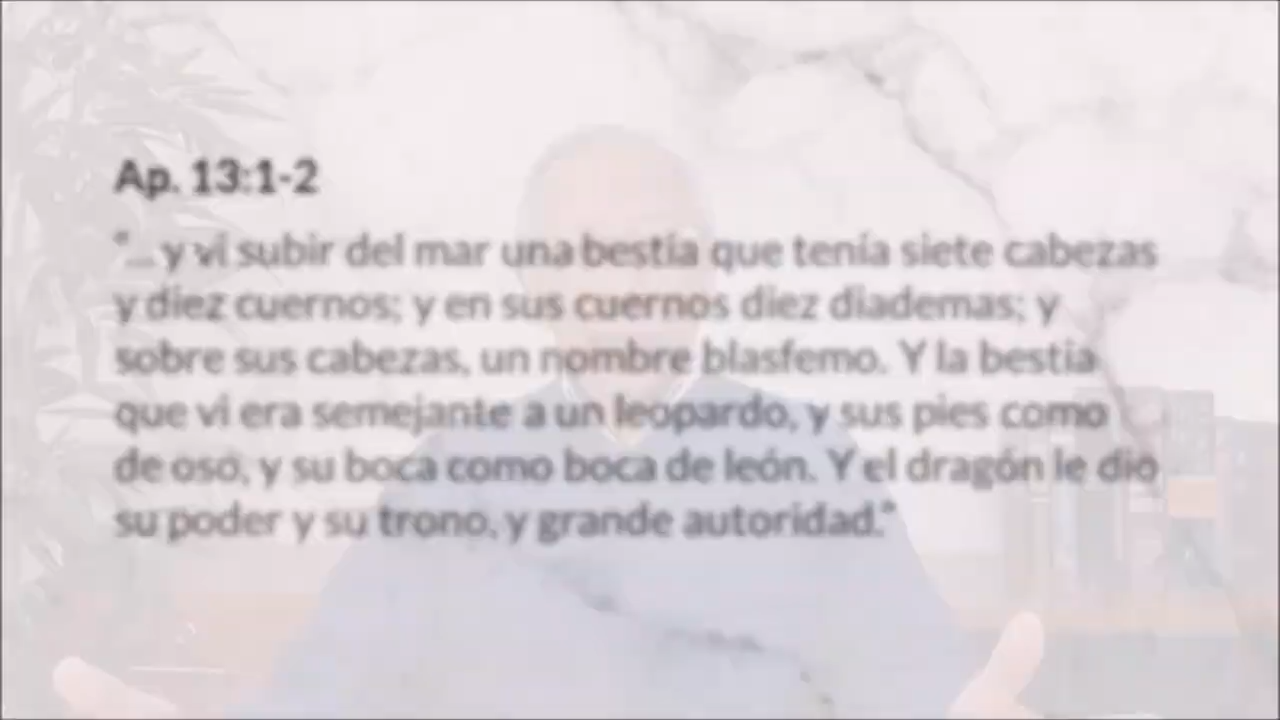 Ap. 13:1-2
"... y vi subir del mar una bestia que tenía siete cabezas
y diez cuernos; y en sus cuernos diez diademas; y
sobre sus cabezas, un nombre blasfemo. Y la bestia
que vi era semejante a un leopardo, y sus pies como
de oso, y su boca como boca de león. Y el dragón le dio
su poder y su trono, y grande autoridad."